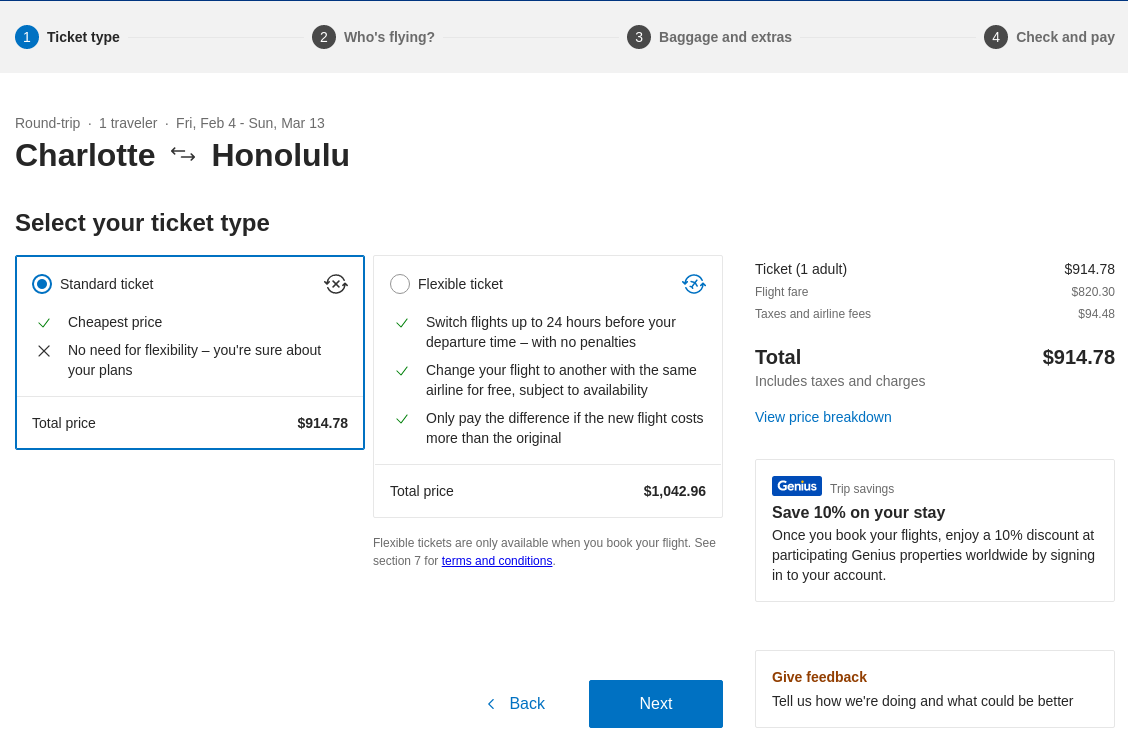 1 Ticket type
2 Who's flying?
3 Baggage and extras
4 Check and pay
Round-trip · 1 traveler · Fri, Feb 4 - Sun, Mar 13
Charlotte Honolulu
Select your ticket type
Standard ticket
Cheapest price
No need for flexibility – you're sure about
your plans
Total price $914.78
Flexible ticket
Switch flights up to 24 hours before your
departure time – with no penalties
Change your flight to another with the same
airline for free, subject to availability
Only pay the difference if the new flight costs
more than the original
Total price $1,042.96
Flexible tickets are only available when you book your flight. See
section 7 for terms and conditions.
Ticket (1 adult) $914.78
Flight fare $820.30
Taxes and airline fees $94.48
Total $914.78
Includes taxes and charges
View price breakdown
Genius Trip savings
Save 10% on your stay
Once you book your flights, enjoy a 10% discount at
participating Genius properties worldwide by signing
in to your account.
Give feedback
Tell us how we're doing and what could be better
Back
Next